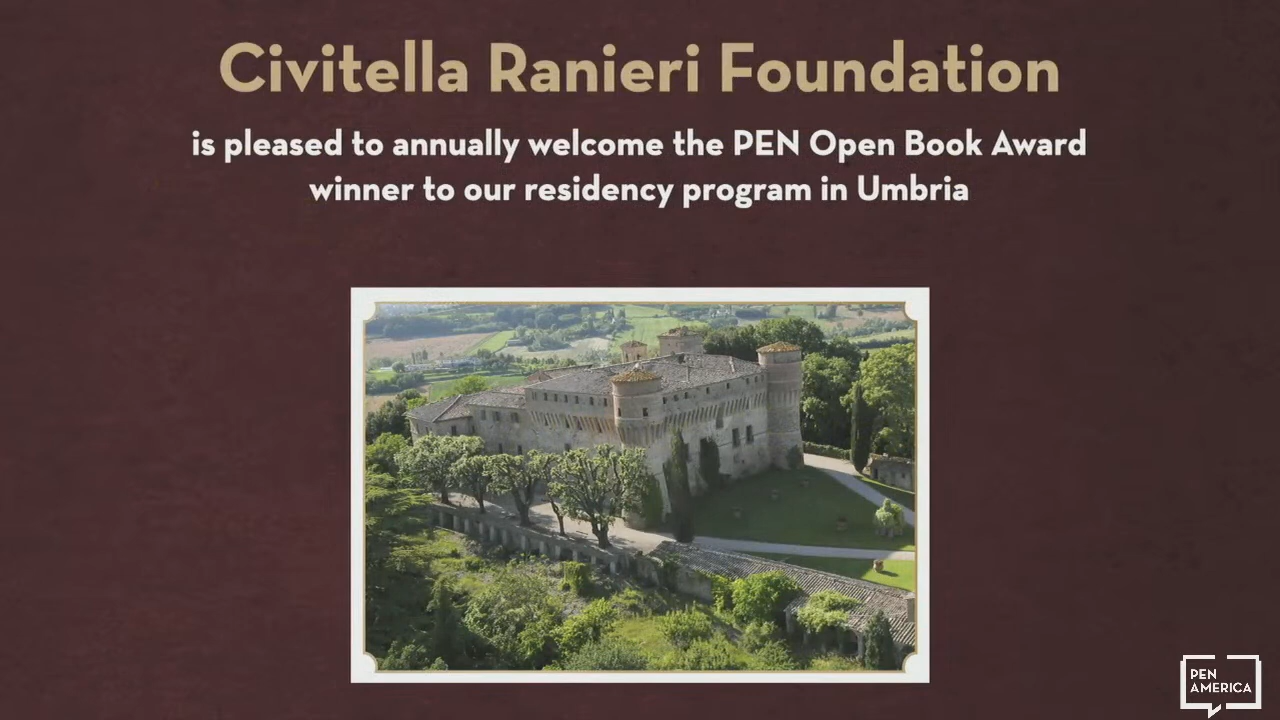 Civitella Ranieri Foundation
is pleased to annually welcome the PEN Open Book Award
winner to our residency program in Umbria
PEN
AMERICA